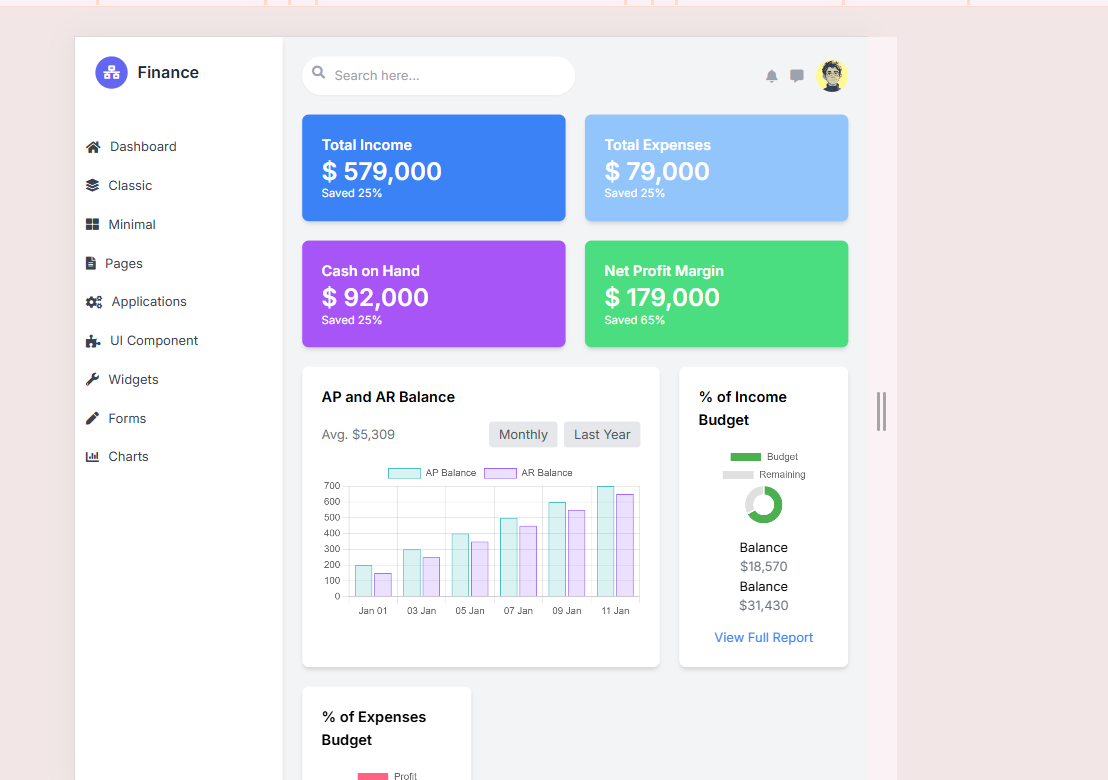 Finance
Search here...
Dashboard
Classic
Minimal
Pages
Applications
UI Component
Widgets
Forms
Charts
Total Income
$ 579,000
Saved 25%
Total Expenses
$ 79,000
Saved 25%
Cash on Hand
$ 92,000
Saved 25%
Net Profit Margin
$ 179,000
Saved 65%
AP and AR Balance
Avg. $5,309
Monthly
Last Year
AP Balance
AR Balance
700
600
500
400
300
200
100
0
Jan 01
03 Jan
05 Jan
07 Jan
09 Jan
11 Jan
% of Income
Budget
Budget
Remaining
Balance
$18,570
Balance
$31,430
View Full Report
% of Expenses
Budget
Profit